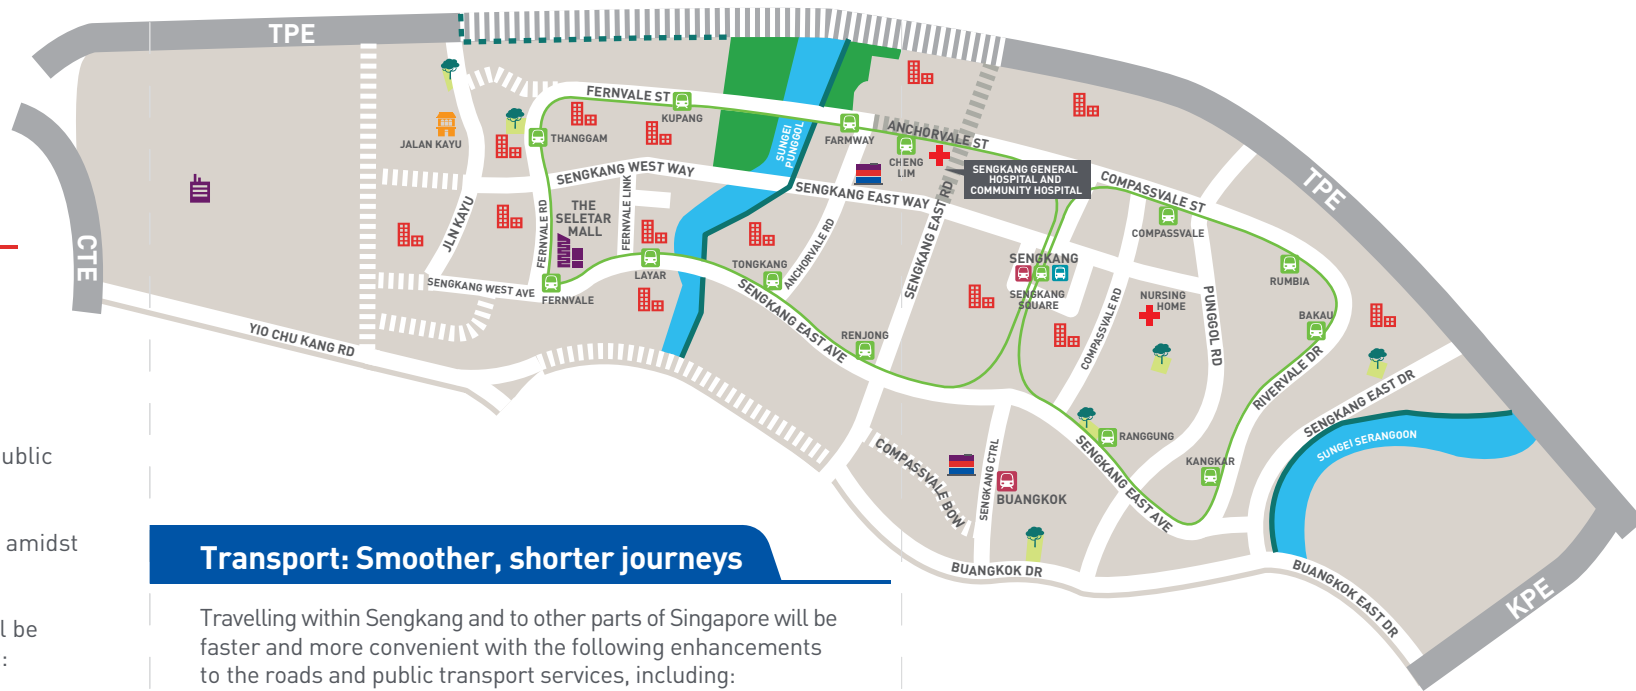 TPE
CTE
TPE
KPE
FERNVALE ST
KUPANG
THANGGAM
JALAN KAYU
SENGKANG WEST WAY
SUNGEI
PUNGGOL
FARMWAY
ANCHORVALE ST
CHENG
LIM
SENGKANG GENERAL
HOSPITAL AND
COMMUNITY HOSPITAL
COMPASSVALE ST
COMPASSVALE
SENGKANG EAST WAY
SENGKANG EAST RD
JLN KAYU
FERNVALE RD
THE
SELETAR
MALL
FERNVALE LINK
LAYAR
TONGKANG
ANCHORVALE RD
SENGKANG
SENGKANG
SQUARE
COMPASSVALE RD
NURSING
HOME
PUNGGOL RD
RUMBIA
BAKAU
RIVERVALE DR
SENGKANG EAST DR
SENGKANG WEST AVE
FERNVALE
SENGKANG EAST AVE
RENJONG
YIO CHU KANG RD
SUNGEI SERANGOON
RANGGUNG
KANGKAR
SENGKANG EAST AVE
COMPASSVALE BOW
SENGKANG CTRL
BUANGKOK
BUANGKOK DR
BUANGKOK EAST DR
ublic
amidst
l be
:
Transport: Smoother, shorter journeys
Travelling within Sengkang and to other parts of Singapore will be
faster and more convenient with the following enhancements
to the roads and public transport services, including: